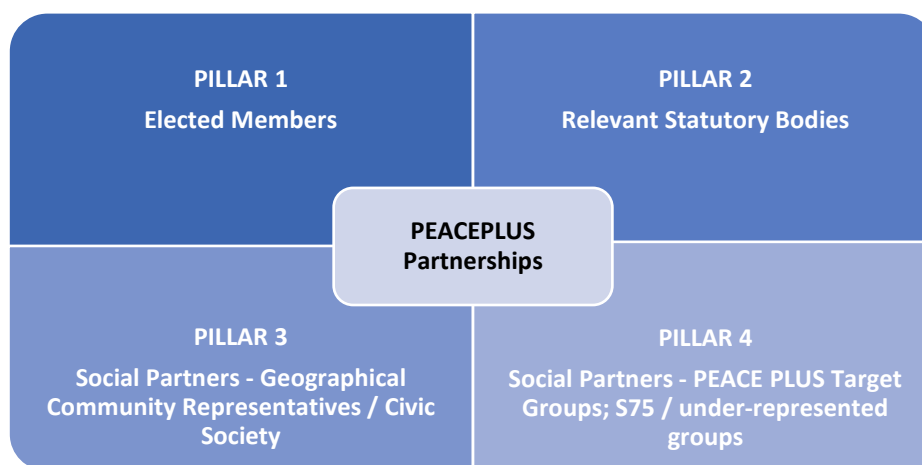 PILLAR 1
Elected Members
PILLAR 2
Relevant Statutory Bodies
PEACEPLUS
Partnerships
PILLAR 3
Social Partners - Geographical
Community Representatives / Civic
Society
PILLAR 4
Social Partners - PEACE PLUS Target
Groups; S75 / under-represented
groups